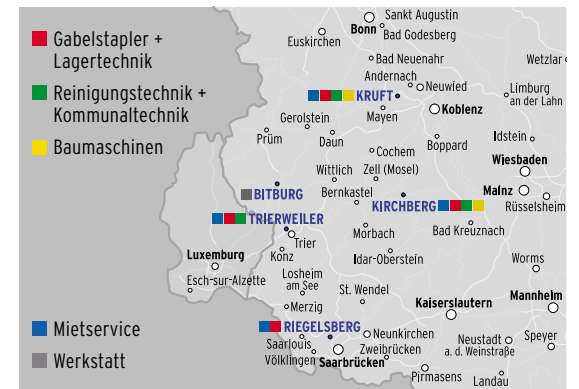 Gabelstapler +
Lagertechnik
Reinigungstechnik +
Kommunaltechnik
Baumaschinen
Mietservice
Werkstatt
Sankt Augustin
Bonn
Bad Godesberg
Euskirchen
Bad Neuenahr
Wetzlar
Andernach
Neuwied
Limburg
an der Lahn
KRUFT
Koblenz
Mayen
Gerolstein
Prüm
Daun
Boppard
Idstein
Cochem
Wiesbaden
Wittlich
Zell (Mosel)
BITBURG
Bernkastel
Mainz
KIRCHBERG
Rüsselsheim
TRIERWEILER
Bad Kreuznach
Trier
Morbach
Luxemburg
Konz
Idar-Oberstein
Worms
Esch-sur-Alzette
Losheim
am See
St. Wendel
Merzig
Kaiserslautern
Mannheim
RIEGELSBERG
Neunkirchen
Speyer
Saarlouis
Neustadt
a. d. Weinstraße
Völklingen
Saarbrücken
Zweibrücken
Pirmasens
Landau